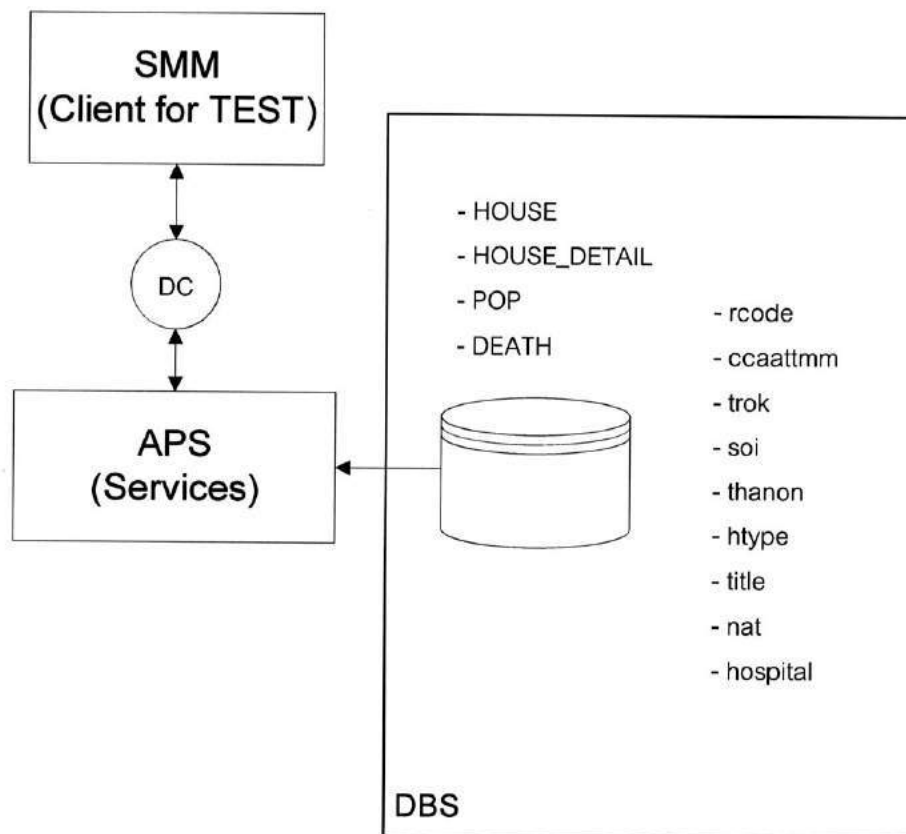 SMM
(Client for TEST)
DC
APS
(Services)
- HOUSE
- HOUSE_DETAIL
- POP
- DEATH
- rcode
- ccaattmm
- trok
- soi
- thanon
- htype
- title
- nat
- hospital
DBS